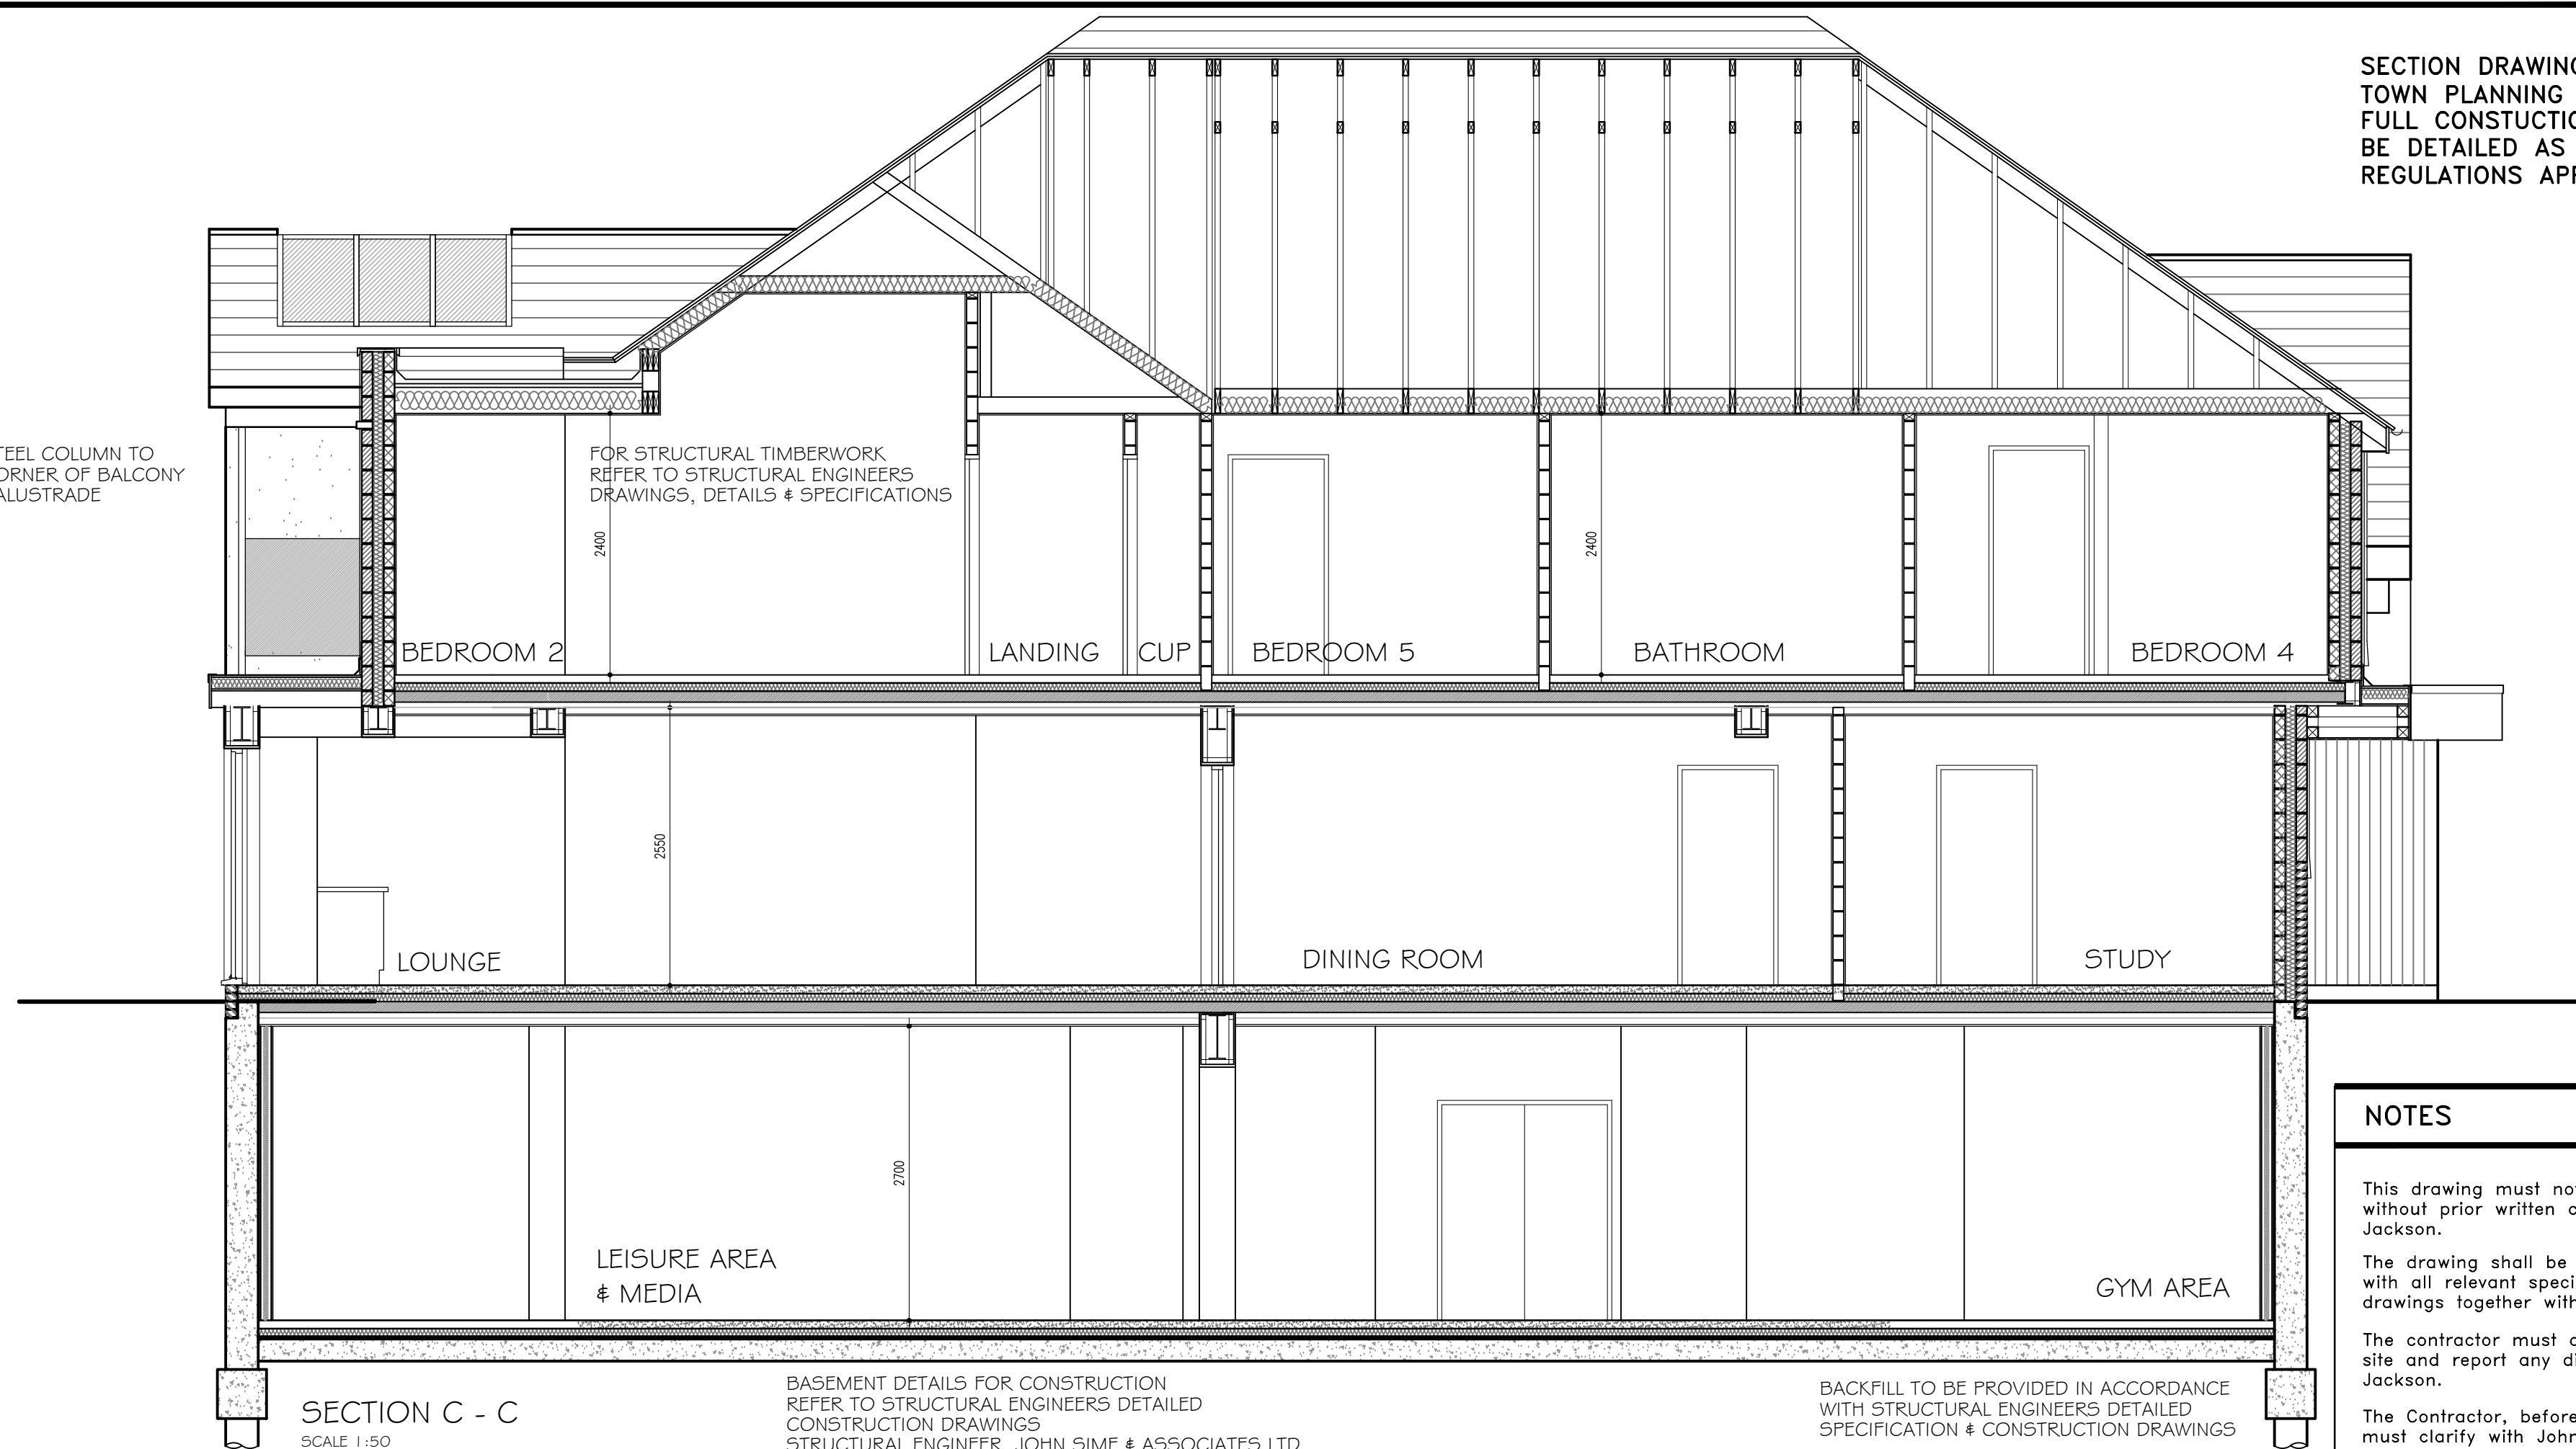 SECTION DRAWING
TOWN PLANNING
FULL CONSTUCTIO
BE DETAILED AS
REGULATIONS APP
TEEL COLUMN TO
ORNER OF BALCONY
ALUSTRADE
FOR STRUCTURAL TIMBERWORK
REFER TO STRUCTURAL ENGINEERS
DRAWINGS, DETAILS & SPECIFICATIONS
2400
2400
BEDROOM 2
LANDING
CUP
BEDROOM 5
BATHROOM
BEDROOM 4
2550
LOUNGE
DINING ROOM
STUDY
2700
LEISURE AREA
& MEDIA
GYM AREA
SECTION C - C
SCALE 1:50
BASEMENT DETAILS FOR CONSTRUCTION
REFER TO STRUCTURAL ENGINEERS DETAILED
CONSTRUCTION DRAWINGS
STRUCTURAL ENGINEER JOHN SIME & ASSOCIATES LTD
BACKFILL TO BE PROVIDED IN ACCORDANCE
WITH STRUCTURAL ENGINEERS DETAILED
SPECIFICATION & CONSTRUCTION DRAWINGS
NOTES
This drawing must no
without prior written c
Jackson.
The drawing shall be
with all relevant speci
drawings together with
The contractor must c
site and report any di
Jackson.
The Contractor, before
must clarify with John